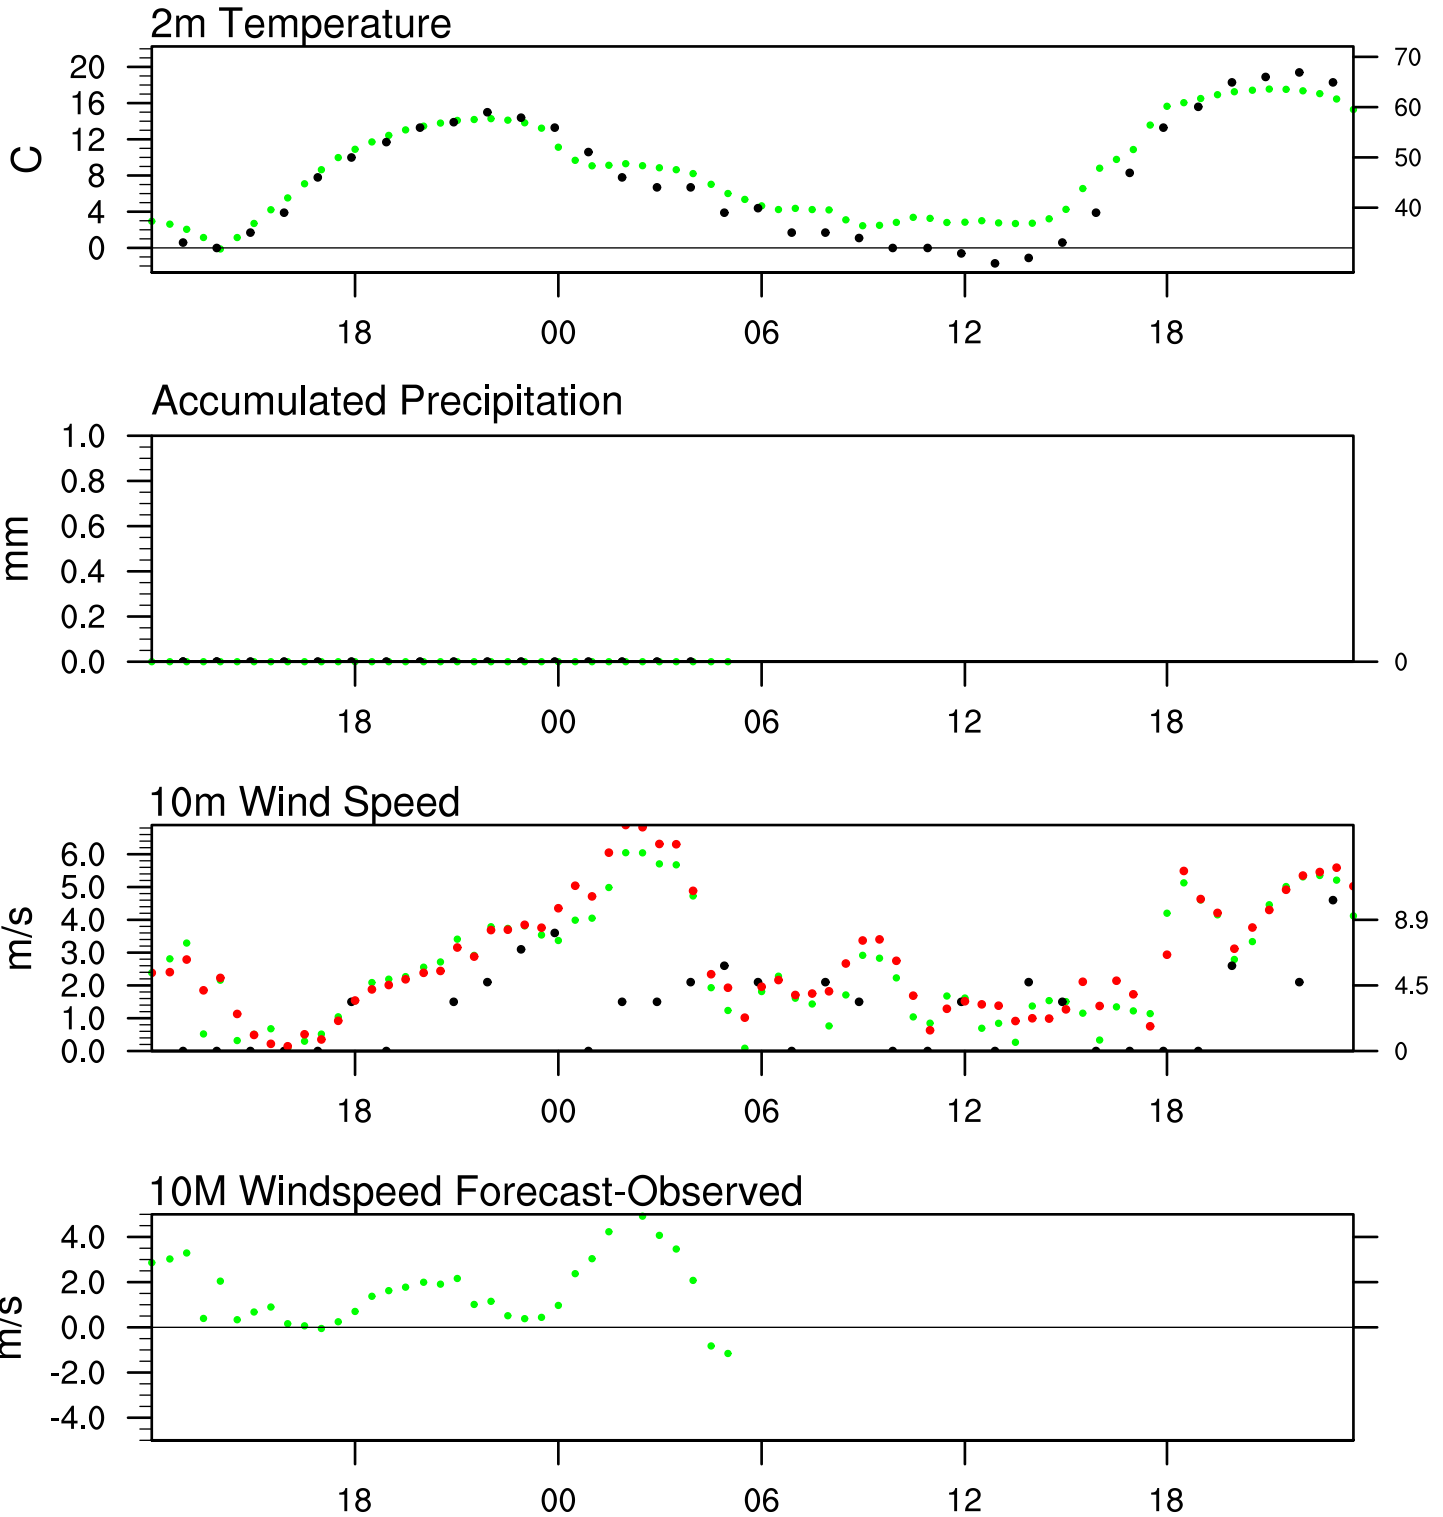 2m Temperature
20
16
12
8
4
0
C
70
60
50
40
18 00 06 12 18
Accumulated Precipitation
1.0
0.8
0.6
0.4
0.2
0.0
mm
0
18 00 06 12 18
10m Wind Speed
6.0
5.0
4.0
3.0
2.0
1.0
0.0
m/s
8.9
4.5
0
18 00 06 12 18
10M Windspeed Forecast-Observed
4.0
2.0
0.0
-2.0
-4.0
m/s
18 00 06 12 18